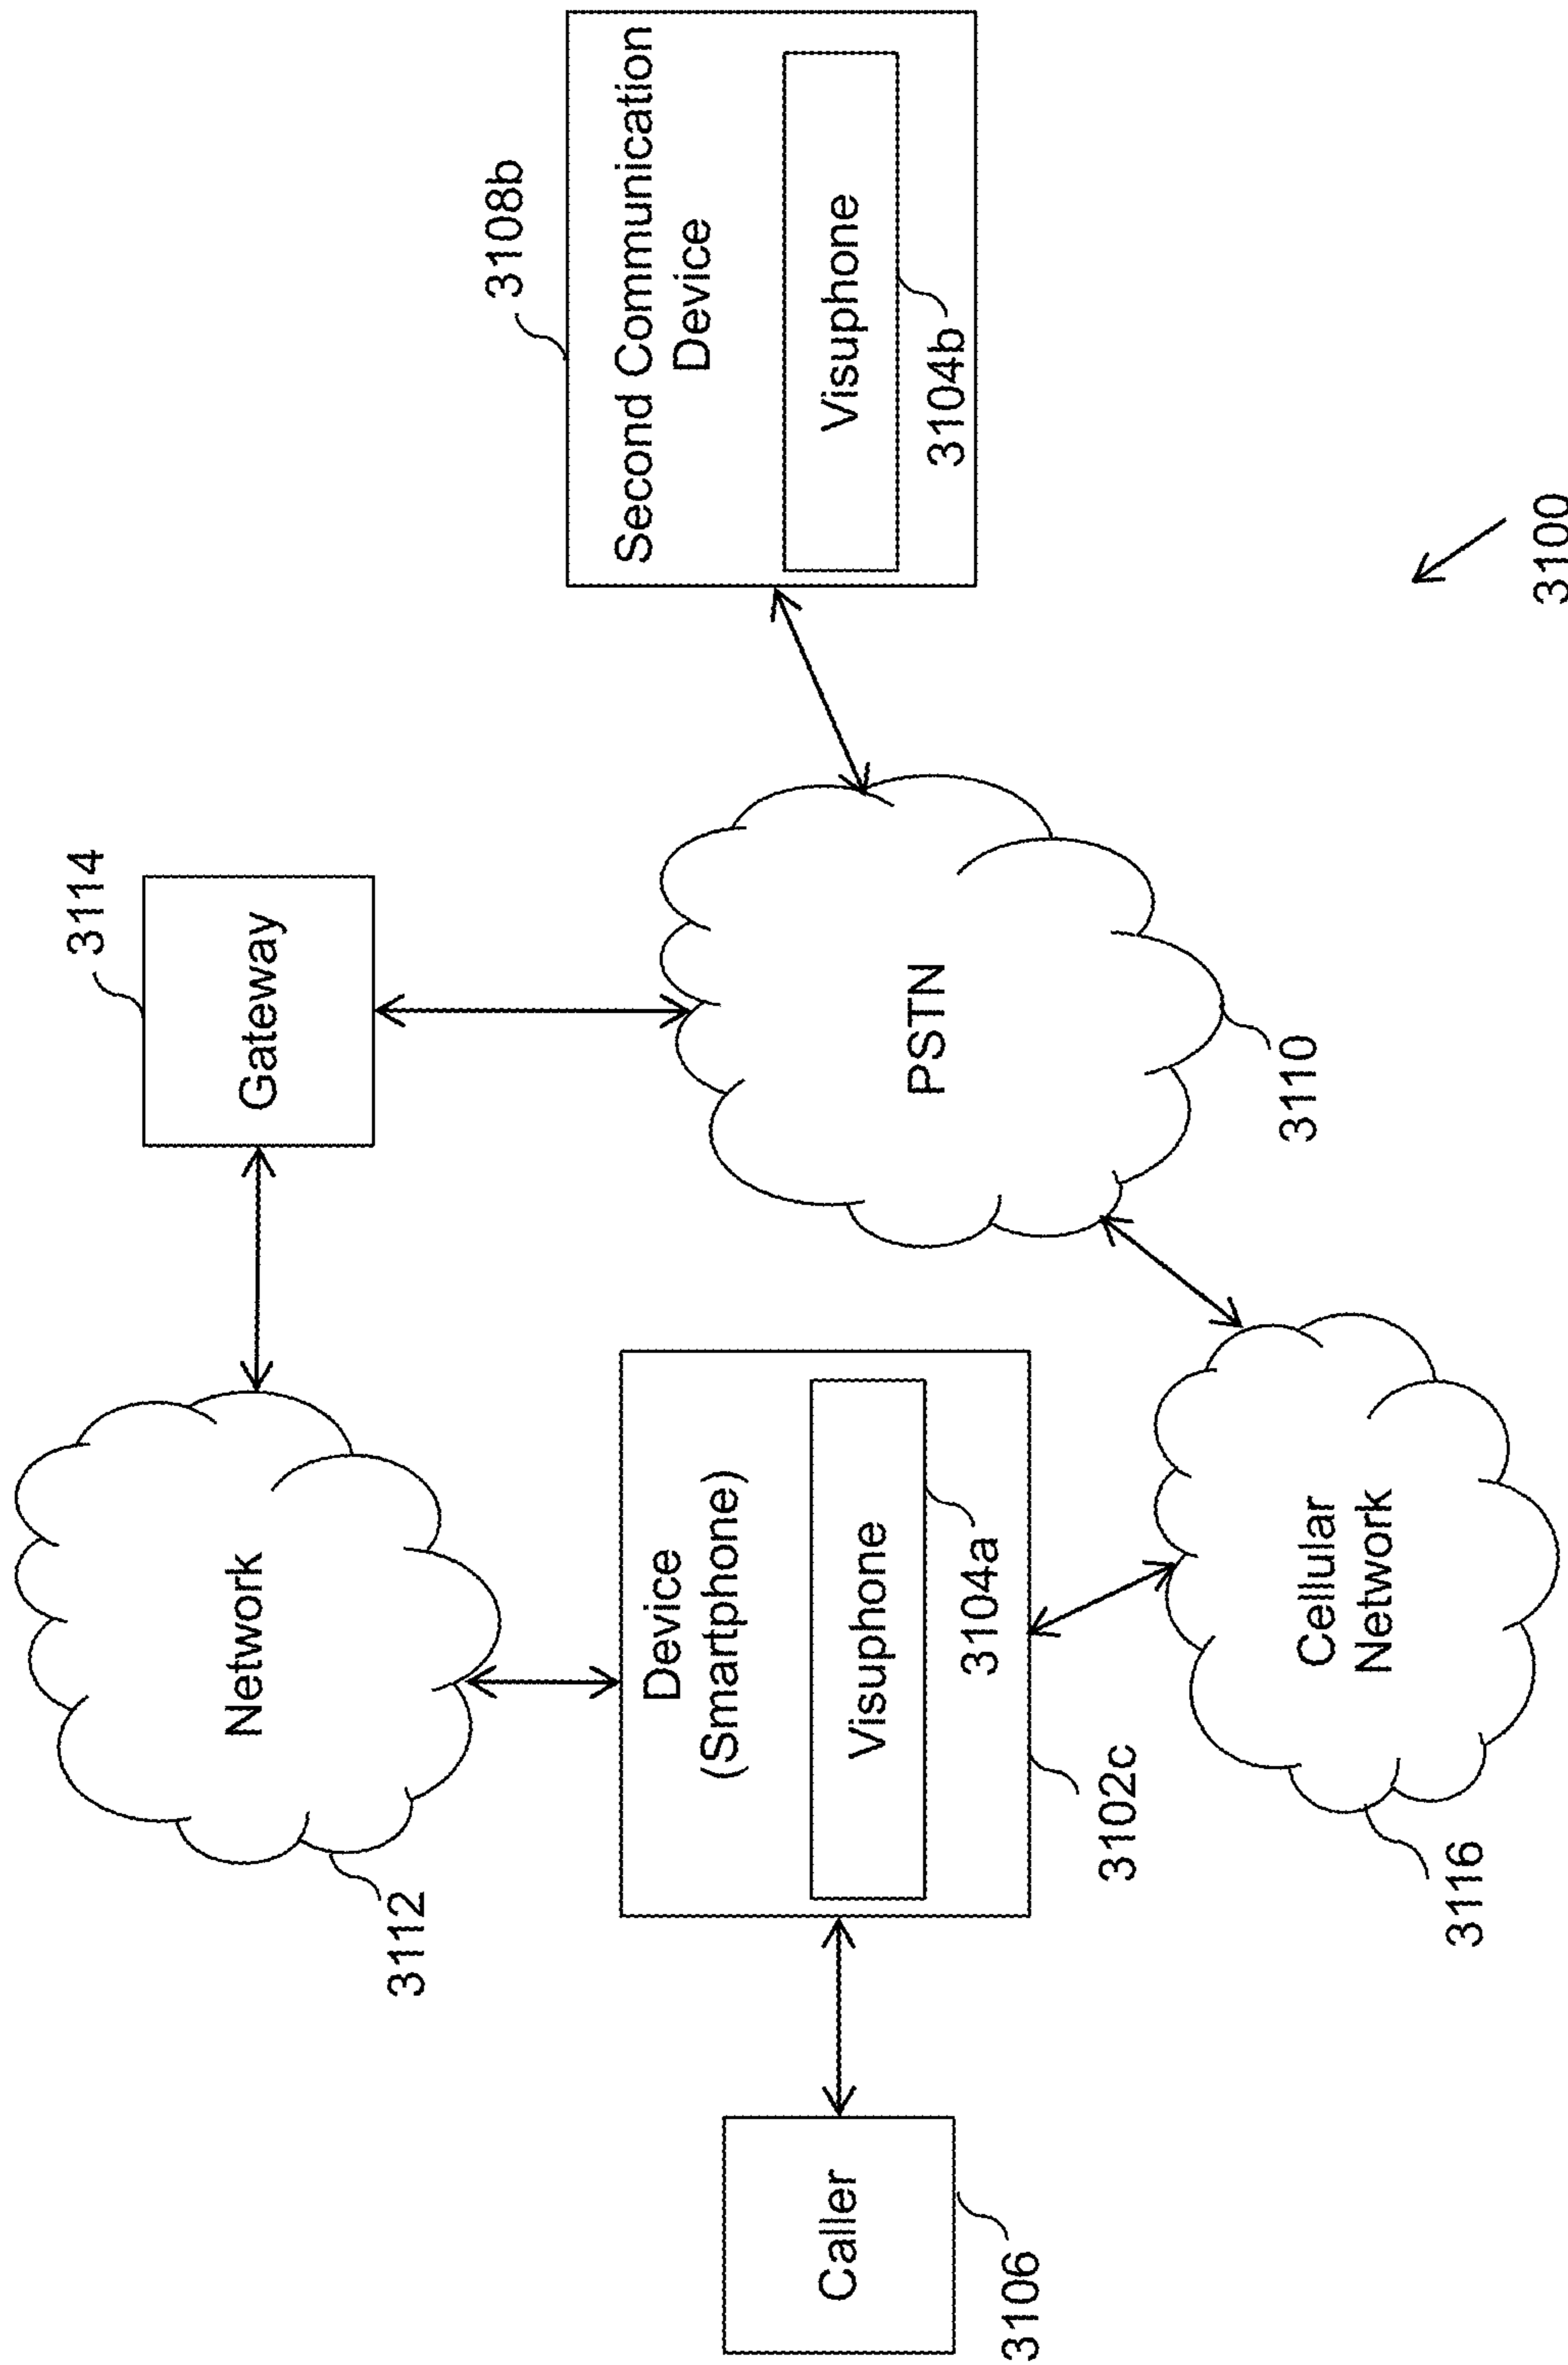 3114
Gateway
Network
3112
3108b
Second Communication
Device
Visuphone
3104b
Device
(Smartphone)
Visuphone
3104a
3102c
Caller
3106
PSTN
3110
Cellular
Network
3116
3100